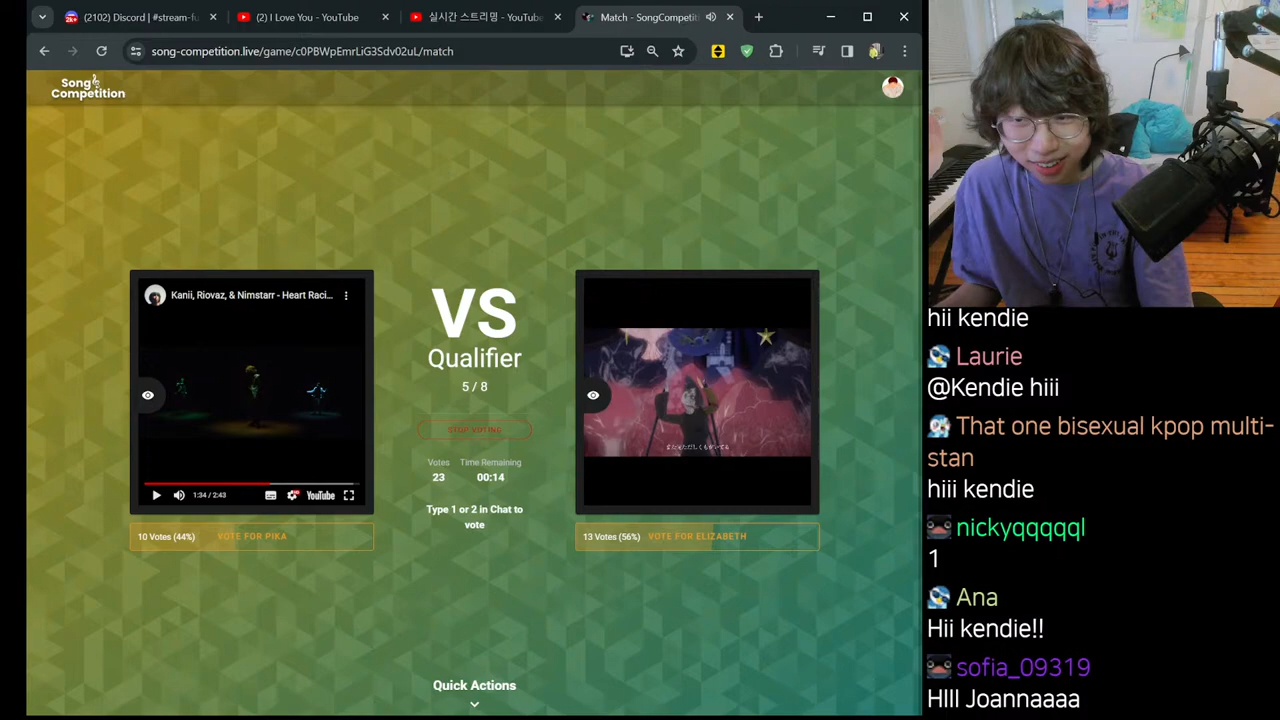 (2102) Discord | #stream-fu
(2) I Love You - YouTube
실시간 스트리밍 - YouTube
Match - SongCompetiti
song-competition.live/game/c0PBWpEmrLiG3Sdv02uL/match
Song
Competition
Kanii, Riovaz, & Nimstarr - Heart Raci...
1:34 / 2:43
YouTube
10 Votes (44%) VOTE FOR PIKA
VS
Qualifier
5 / 8
STOP VOTING
Votes Time Remaining
23 00:14
Type 1 or 2 in Chat to
vote
13 Votes (56%) VOTE FOR ELIZABETH
Quick Actions
hii kendie
Laurie
@Kendie hiii
That one bisexual kpop multi-
stan
hiii kendie
nickyqqqqql
1
Ana
Hii kendie!!
sofia_09319
HIII Joannaaaa